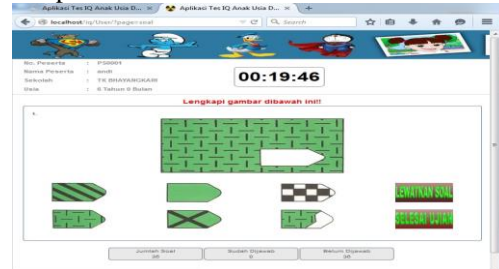 Aplikasi Tes IQ Anak Usia D... × Aplikasi Tes IQ Anak Usia D... × +
localhost/iq/User/?page=soal Search
No. Peserta : PS0001
Nama Peserta : andi
Sekolah : TK BHAYANGKARI
Usia : 6 Tahun 0 Bulan
00:19:46
Lengkapi gambar dibawah ini!!
1.
LEWATKAN SOAL
SELESAI UJIAN
Jumlah Soal
30
Sudah Dijawab
0
Belum Dijawab
30